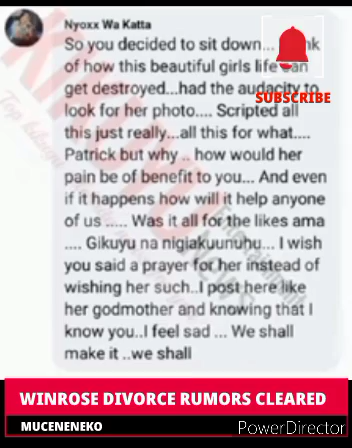 Nyoxx Wa Katta
So you decided to sit down... nk
of how this beautiful girls life can
get destroyed...had the audacity to
SUBSCRIBE
look for her photo.... Scripted all
this just really...all this for what....
Patrick but why .. how would her
pain be of benefit to you... And even
if it happens how will it help anyone
of us ..... Was it all for the likes ama
.... Gikuyu na nigiakuunuhu... I wish
you said a prayer for her instead of
wishing her such..I post here like
her godmother and knowing that I
know you..I feel sad ... We shall
make it ..we shall
WINROSE DIVORCE RUMORS CLEARED
MUCENENEKO
PowerDirector